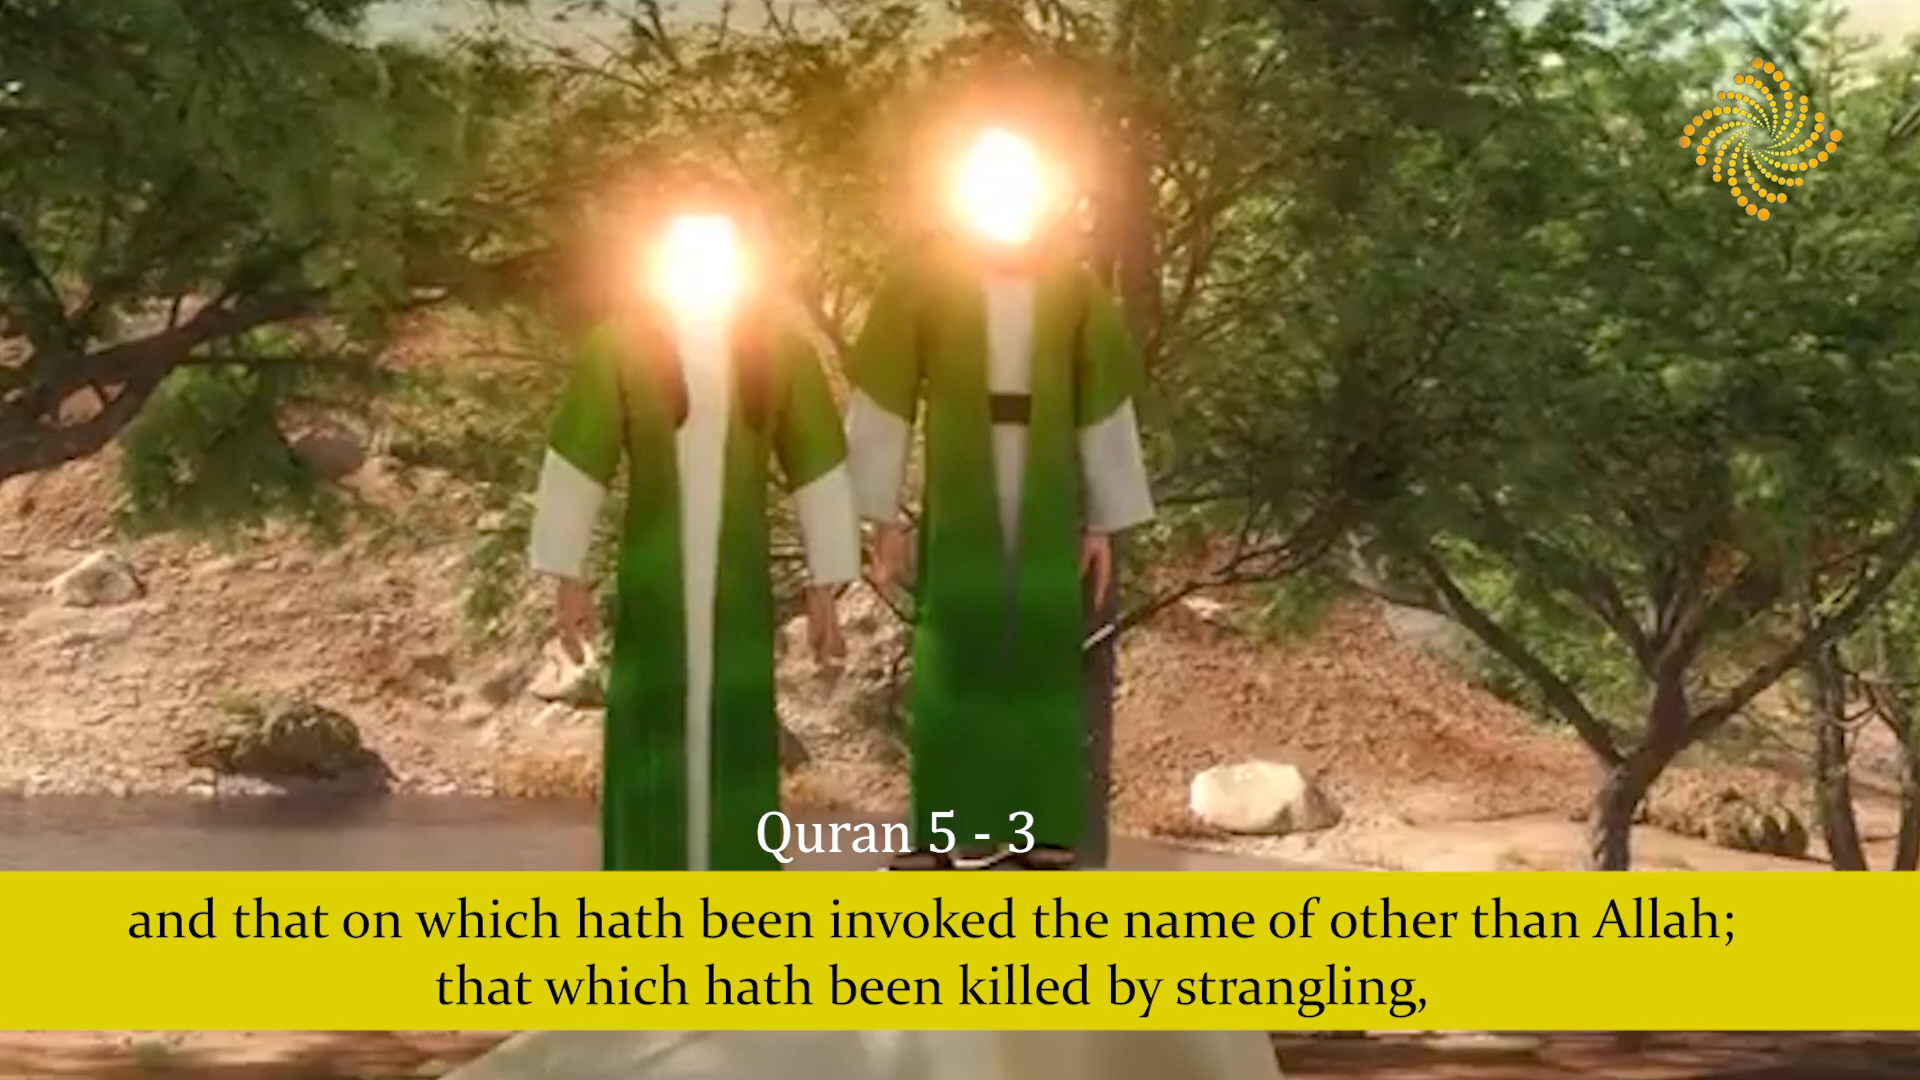 Quran 5 - 3
and that on which hath been invoked the name of other than Allah;
that which hath been killed by strangling,